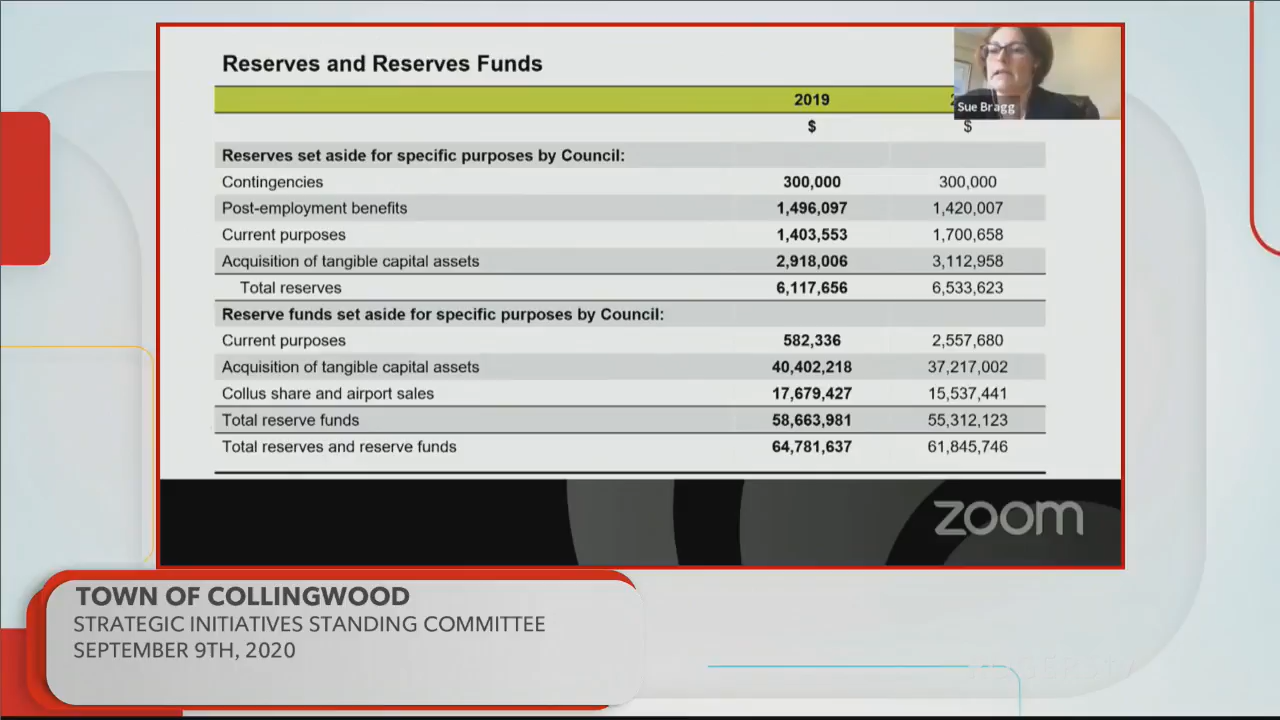 Reserves and Reserves Funds
Sue Bragg
2019
$ $
Reserves set aside for specific purposes by Council:
Contingencies 300,000 300,000
Post-employment benefits 1,496,097 1,420,007
Current purposes 1,403,553 1,700,658
Acquisition of tangible capital assets 2,918,006 3,112,958
Total reserves 6,117,656 6,533,623
Reserve funds set aside for specific purposes by Council:
Current purposes 582,336 2,557,680
Acquisition of tangible capital assets 40,402,218 37,217,002
Collus share and airport sales 17,679,427 15,537,441
Total reserve funds 58,663,981 55,312,123
Total reserves and reserve funds 64,781,637 61,845,746
zoom
TOWN OF COLLINGWOOD
STRATEGIC INITIATIVES STANDING COMMITTEE
SEPTEMBER 9TH, 2020